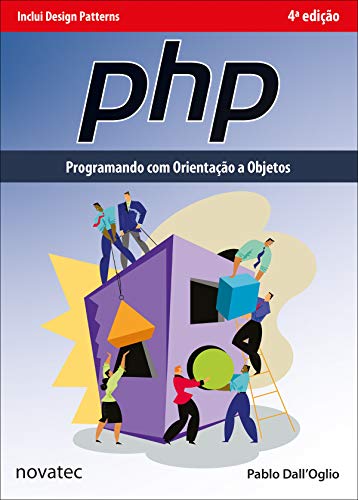 Inclui Design Patterns
4ª edição
php
Programando com Orientação a Objetos
novatec
Pablo Dall'Oglio